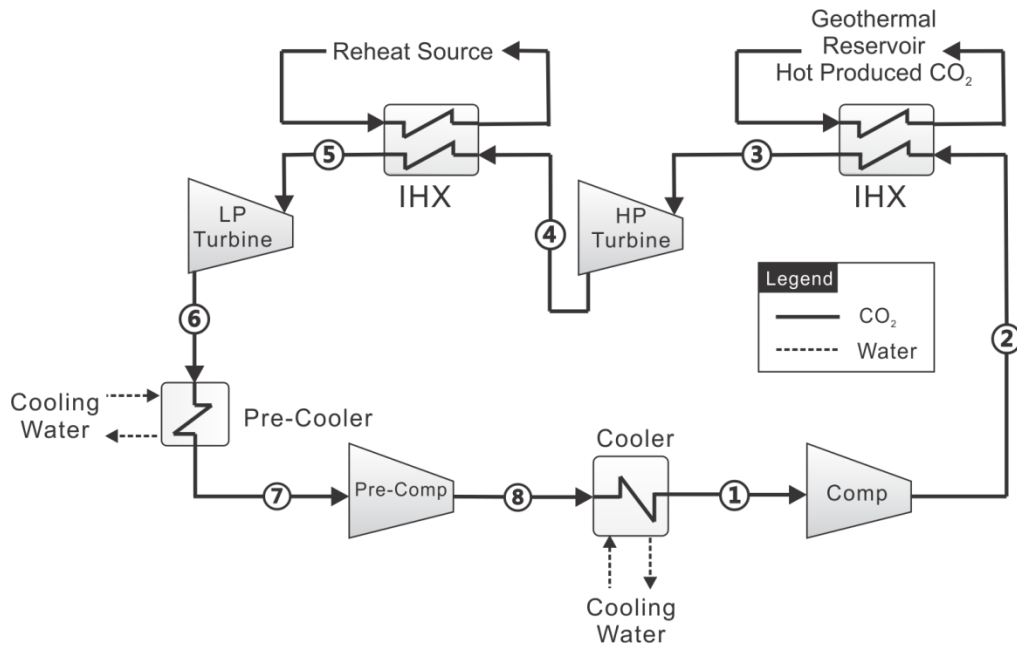 Reheat Source
Geothermal
Reservoir
Hot Produced CO₂
5
3
IHX
IHX
LP
Turbine
HP
Turbine
4
Legend
CO₂
Water
6
2
Cooling
Water
Pre-Cooler
Cooler
7
Pre-Comp
8
1
Comp
Cooling
Water